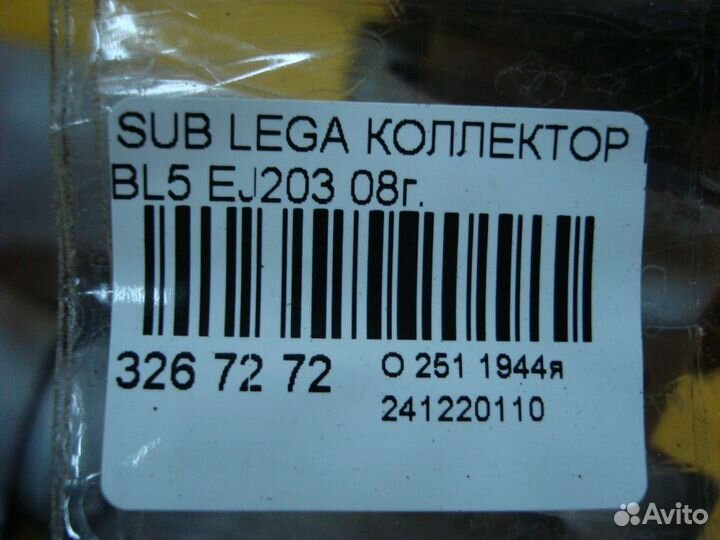 SUB LEGA КОЛЛЕКТОР
BL5 EJ203 08г.
326 72 72
О 251 1944я
241220110
Avito